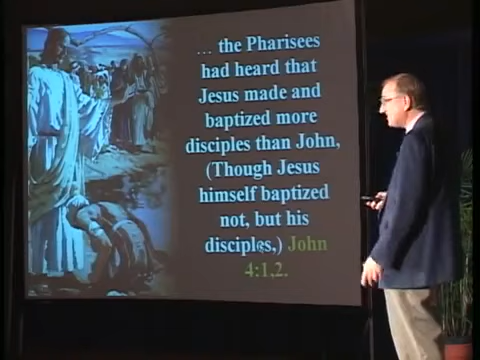 ... the Pharisees
had heard that
Jesus made and
baptized more
disciples than John,
(Though Jesus
himself baptized
not, but his
disciples,) John
4:1,2.